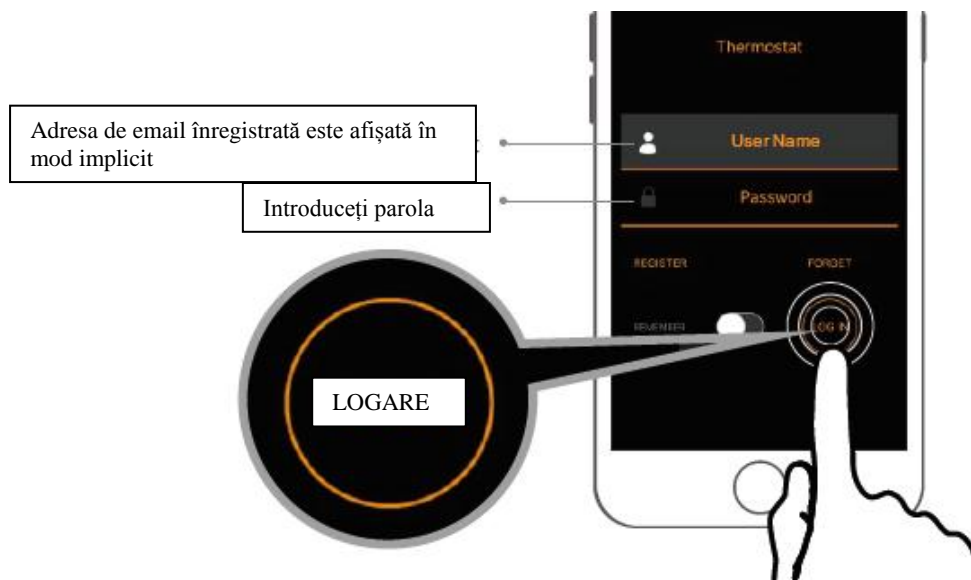 Thermostat
Adresa de email înregistrată este afișată în
mod implicit
User Name
Introduceți parola
Password
REGISTER
FORGET
REMEMBER
LOG IN
LOGARE